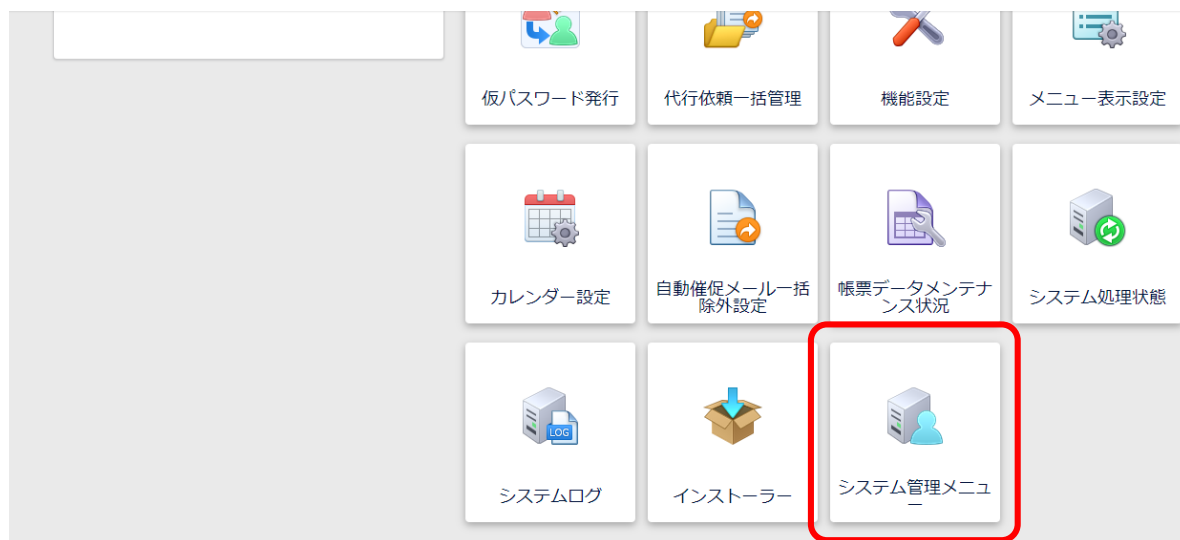 仮パスワード発行
代行依頼一括管理
機能設定
メニュー表示設定
カレンダー設定
自動催促メール一括
除外設定
帳票データメンテナ
ンス状況
システム処理状態
LOG
システムログ
インストーラー
システム管理メニュ
ー